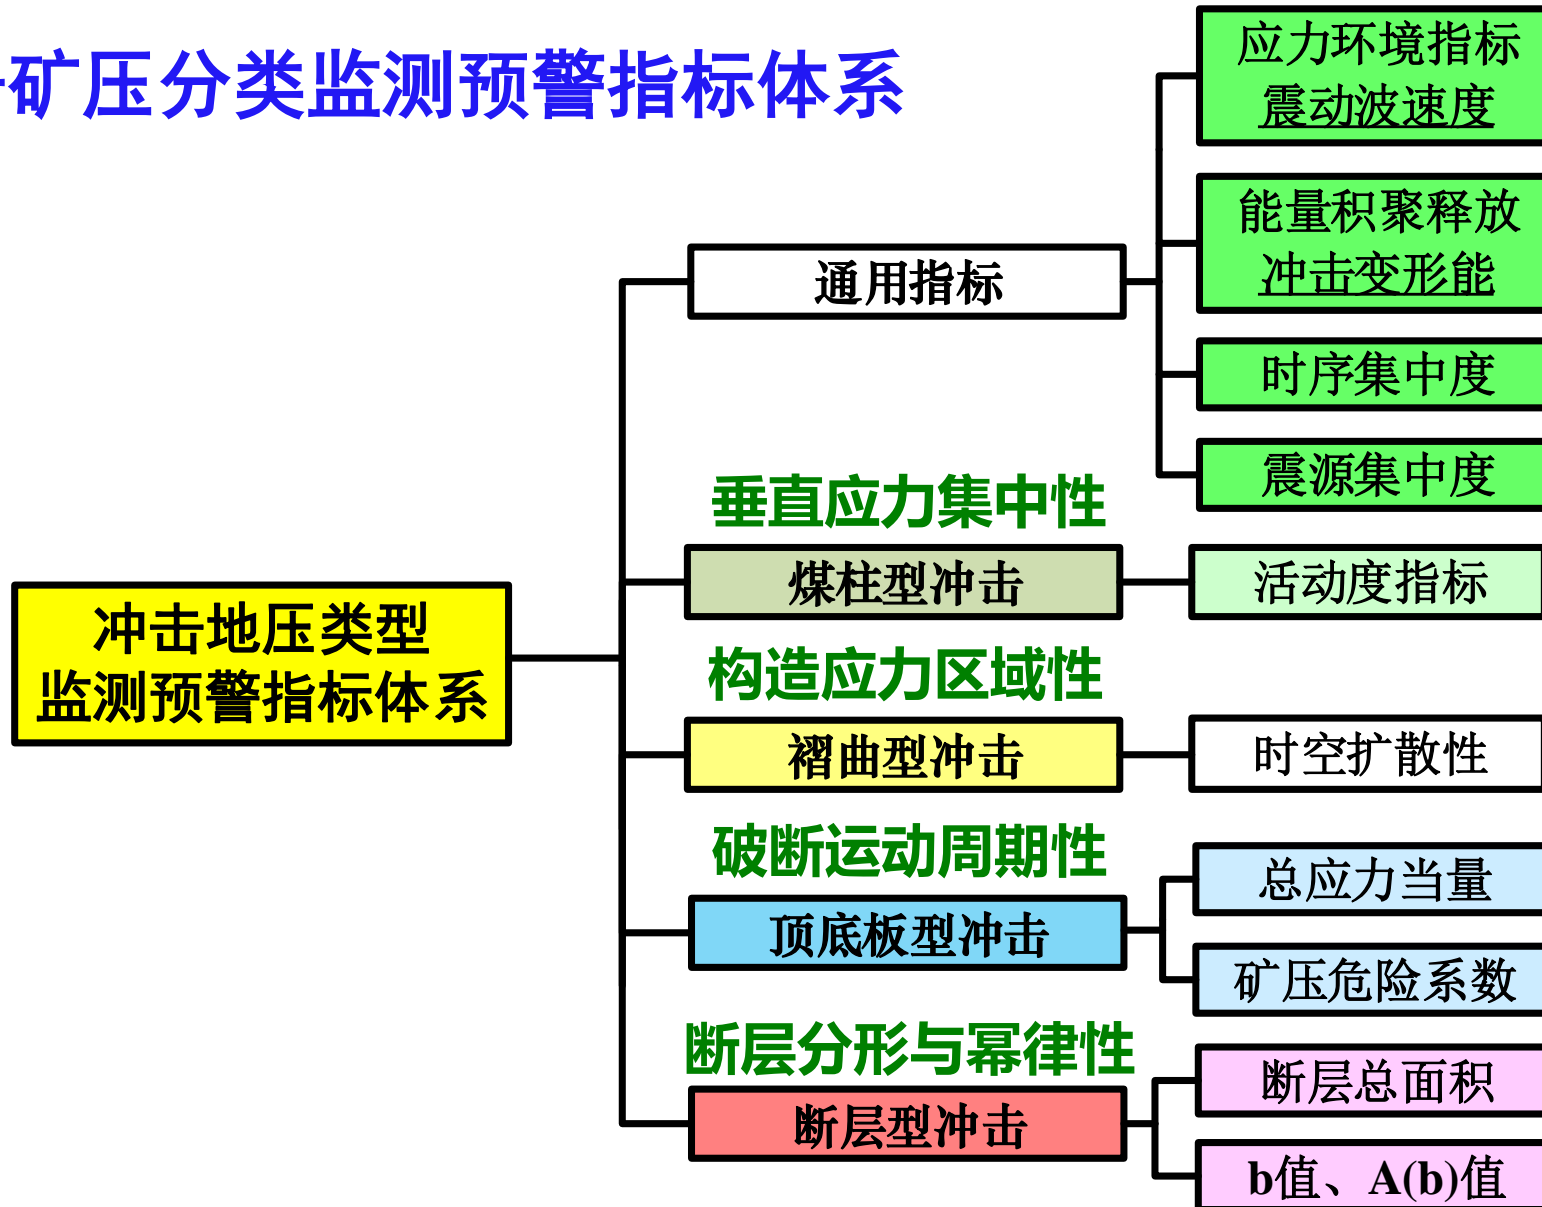 矿压分类监测预警指标体系
应力环境指标
震动波速度
能量积聚释放
冲击变形能
通用指标
时序集中度
震源集中度
垂直应力集中性
煤柱型冲击
活动度指标
冲击地压类型
监测预警指标体系
构造应力区域性
褶曲型冲击
时空扩散性
破断运动周期性
总应力当量
顶底板型冲击
矿压危险系数
断层分形与幂律性
断层总面积
断层型冲击
b值、A(b)值